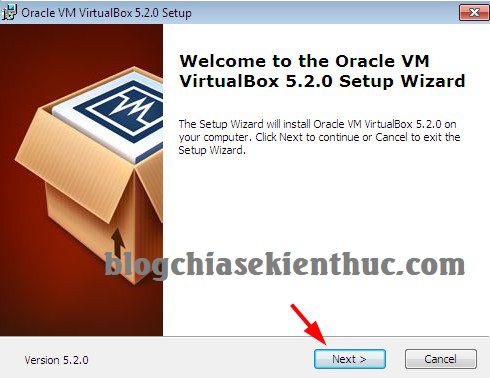 Oracle VM VirtualBox 5.2.0 Setup
Welcome to the Oracle VM
VirtualBox 5.2.0 Setup Wizard
The Setup Wizard will install Oracle VM VirtualBox 5.2.0 on
your computer. Click Next to continue or Cancel to exit the
Setup Wizard.
blogchiasekienthuc.com
Version 5.2.0
Next >
Cancel